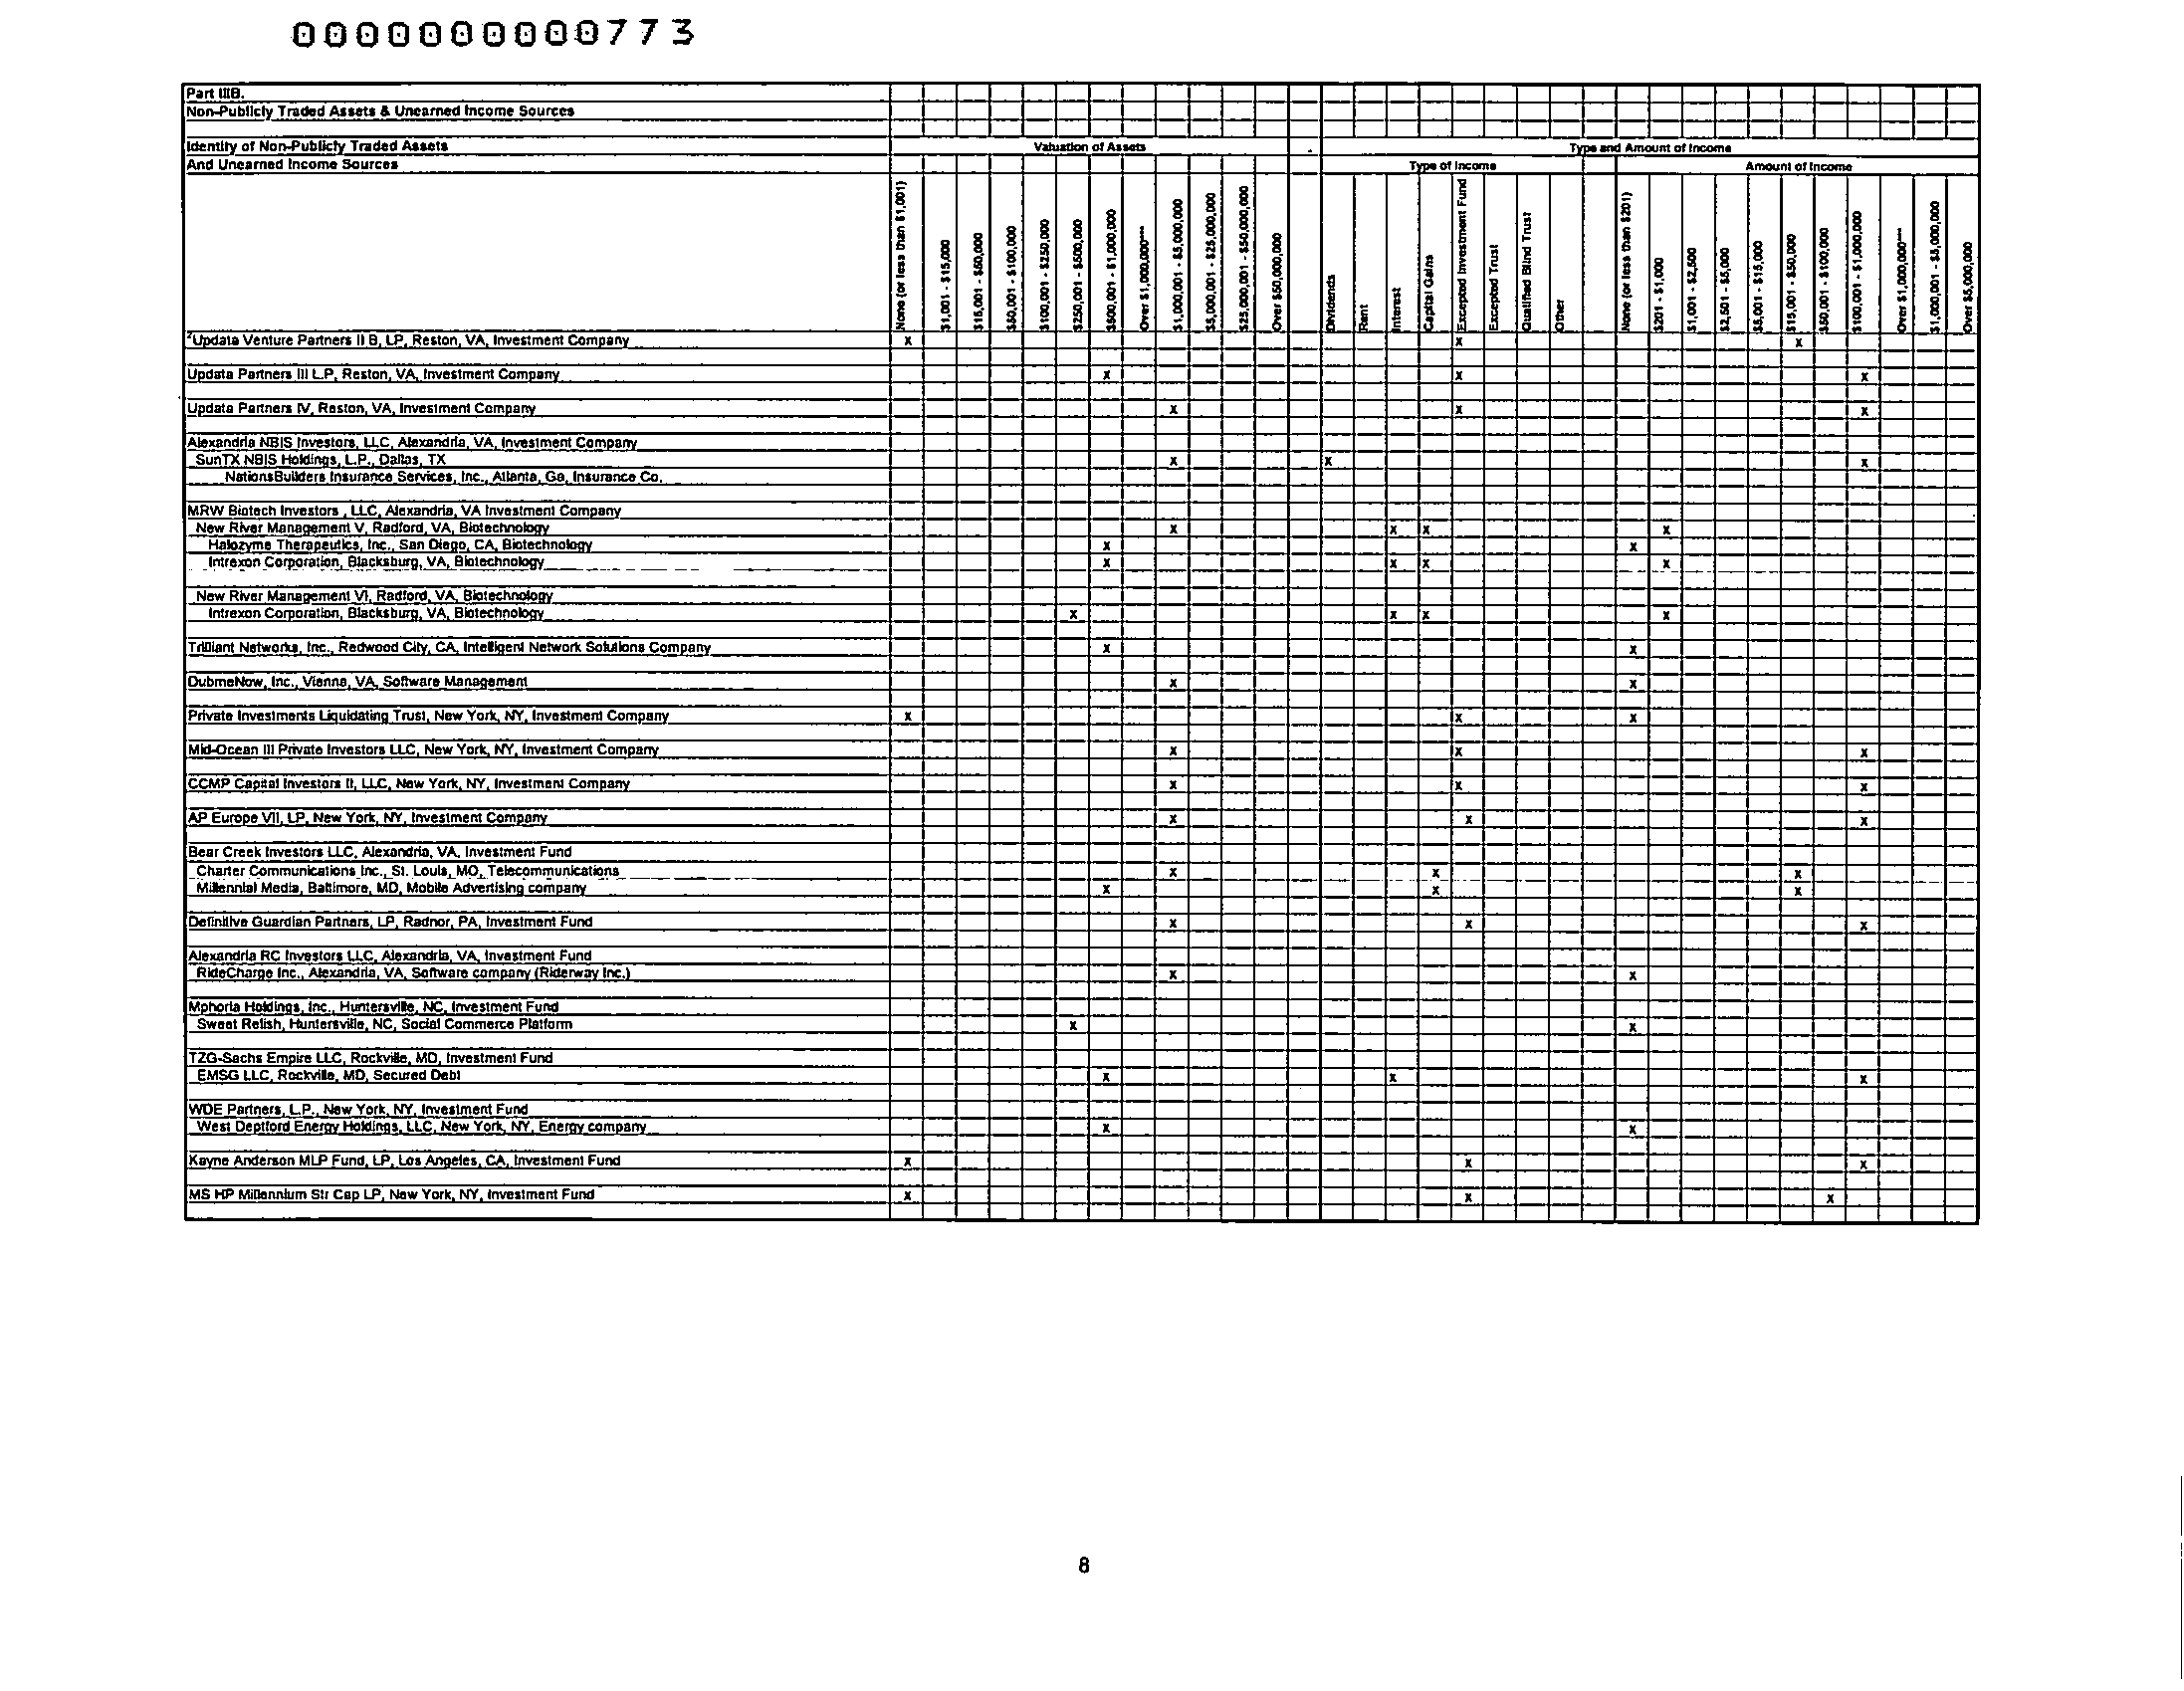 0000000000773
Part IIIB.
Non-Publicly Traded Assets & Unearned Income Sources
Identity of Non-Publicly Traded Assets
Valuation of Assets
Type and Amount of Income
And Unearned Income Sources
Type of Income
Amount of Income
None (or less than $1,001)
$1,001 - $15,000
$15,001 - $50,000
$50,001 - $100,000
$100,001 - $250,000
$250,001 - $500,000
$500,001 - $1,000,000
Over $1,000,000***
$1,000,001 - $5,000,000
$5,000,001 - $25,000,000
$25,000,001 - $50,000,000
Over $50,000,000
Dividends
Rent
Interest
Capital Gains
Excepted Investment Fund
Excepted Trust
Qualified Blind Trust
Other
None (or less than $201)
$201 - $1,000
$1,001 - $2,500
$2,501 - $5,000
$5,001 - $15,000
$15,001 - $50,000
$50,001 - $100,000
$100,001 - $1,000,000
Over $1,000,000***
$1,000,001 - $5,000,000
Over $5,000,000
²Updata Venture Partners II B, LP, Reston, VA, Investment Company x x x
Updata Partners III L.P, Reston, VA, Investment Company x x x
Updata Partners IV, Reston, VA, Investment Company x x x
Alexandria NBIS Investors, LLC, Alexandria, VA, Investment Company
SunTX NBIS Holdings, L.P., Dallas, TX x x x
NationsBuilders Insurance Services, Inc., Atlanta, Ga, Insurance Co.
MRW Biotech Investors , LLC, Alexandria, VA Investment Company
New River Management V, Radford, VA, Biotechnology x x x x
Halozyme Therapeutics, Inc., San Diego, CA, Biotechnology x x
Intrexon Corporation, Blacksburg, VA, Biotechnology x x x x
New River Management VI, Radford, VA, Biotechnology
Intrexon Corporation, Blacksburg, VA, Biotechnology x x x x
Trilliant Networks, Inc., Redwood City, CA, Intelligent Network Solutions Company x x
DubmeNow, Inc., Vienna, VA, Software Management x x
Private Investments Liquidating Trust, New York, NY, Investment Company x x x
Mid-Ocean III Private Investors LLC, New York, NY, Investment Company x x x
CCMP Capital Investors II, LLC, New York, NY, Investment Company x x x
AP Europe VII, LP, New York, NY, Investment Company x x x
Bear Creek Investors LLC, Alexandria, VA, Investment Fund
Charter Communications Inc., St. Louis, MO, Telecommunications x x x
Millennial Media, Baltimore, MD, Mobile Advertising company x x x
Definitive Guardian Partners, LP, Radnor, PA, Investment Fund x x x
Alexandria RC Investors LLC, Alexandria, VA, Investment Fund
RideCharge Inc., Alexandria, VA, Software company (Riderway Inc.) x x
Mphoria Holdings, Inc., Huntersville, NC, Investment Fund
Sweet Relish, Huntersville, NC, Social Commerce Platform x x
TZG-Sachs Empire LLC, Rockville, MD, Investment Fund
EMSG LLC, Rockville, MD, Secured Debt x x x
WDE Partners, L.P., New York, NY, Investment Fund
West Deptford Energy Holdings, LLC, New York, NY, Energy company x x
Kayne Anderson MLP Fund, LP, Los Angeles, CA, Investment Fund x x x
MS HP Millennium Str Cap LP, New York, NY, Investment Fund x x x
8